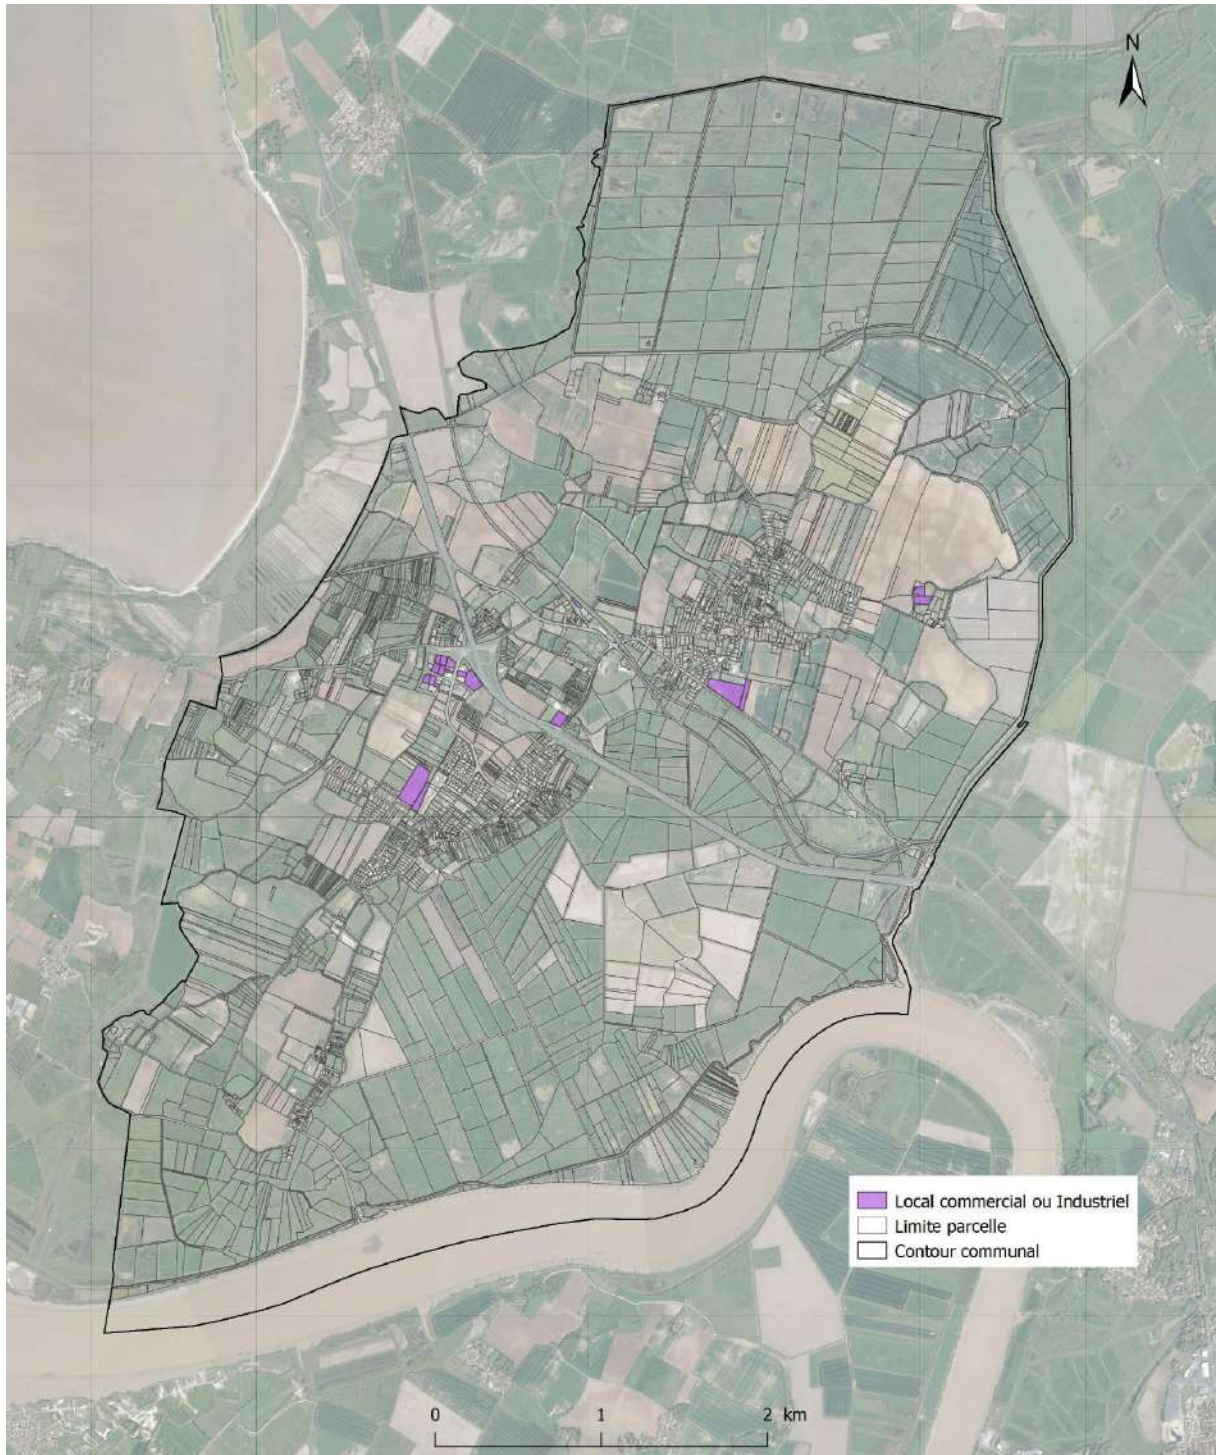 N
Local commercial ou Industriel
Limite parcelle
Contour communal
0 1 2 km